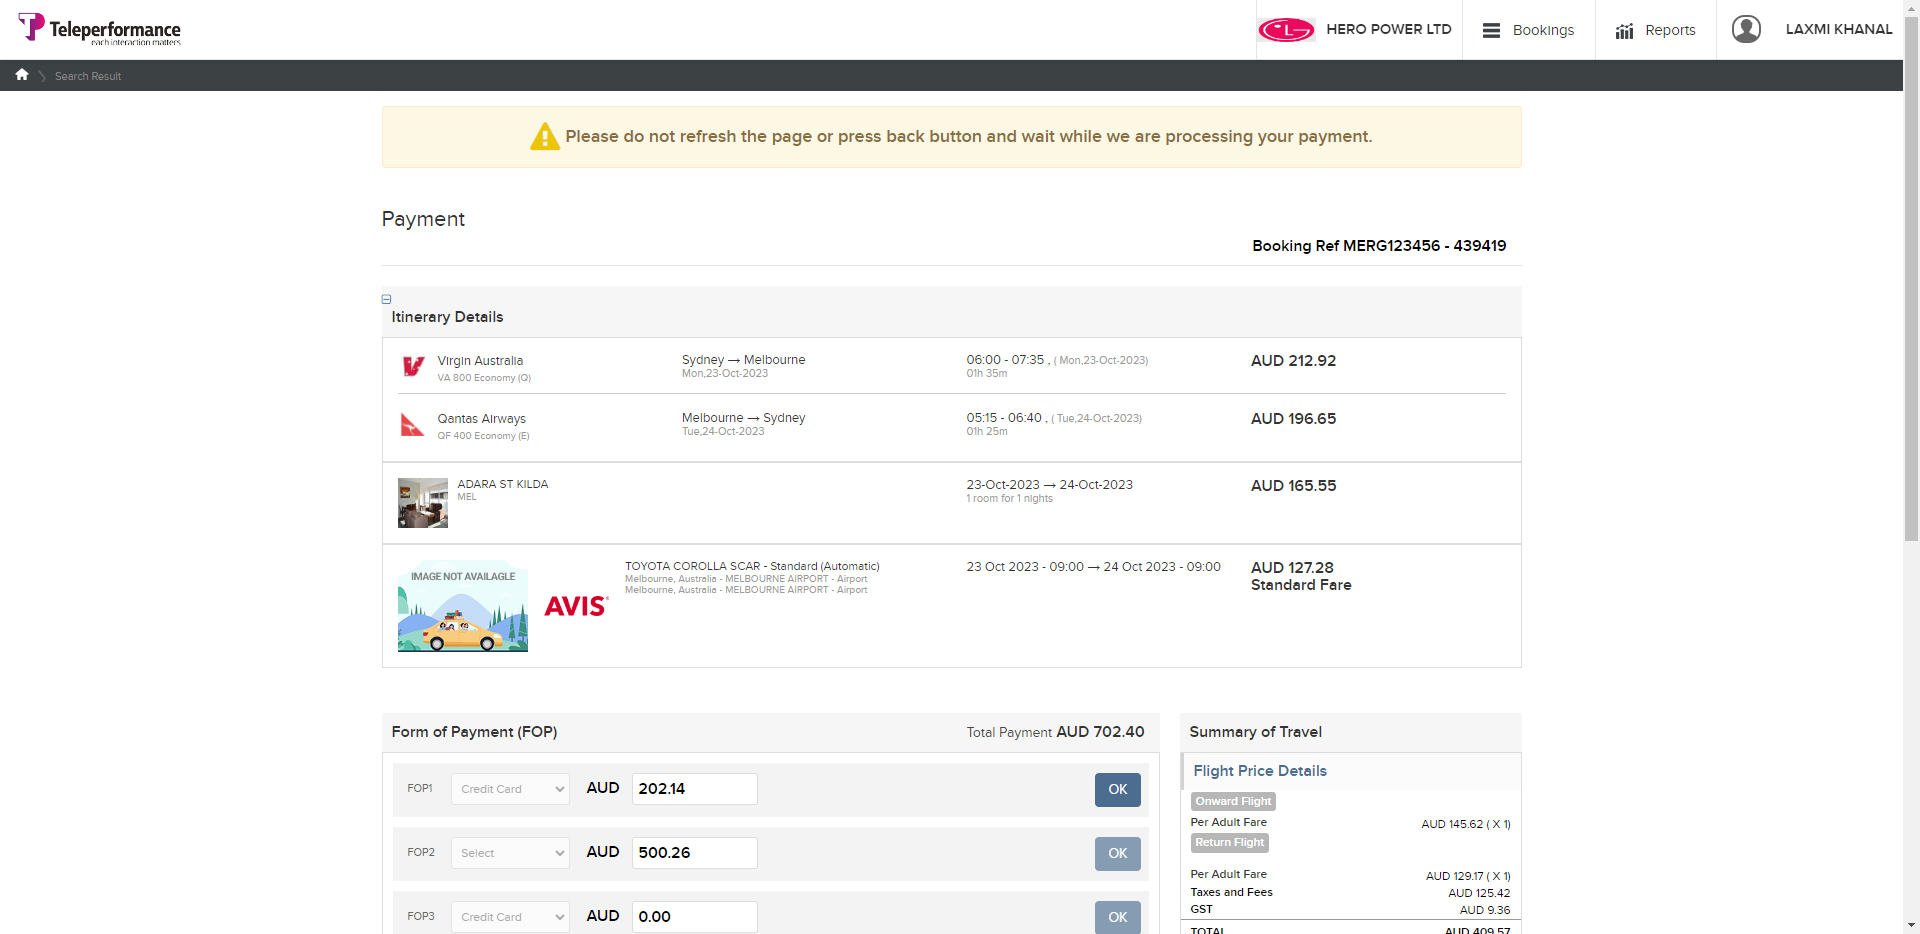 Teleperformance
each interaction matters
LG
HERO POWER LTD
Bookings
Reports
LAXMI KHANAL
Search Result
Please do not refresh the page or press back button and wait while we are processing your payment.
Payment
Booking Ref MERG123456 - 439419
Itinerary Details
Virgin Australia
VA 800 Economy (Q)
Sydney → Melbourne
Mon,23-Oct-2023
06:00 - 07:35 , ( Mon,23-Oct-2023)
01h 35m
AUD 212.92
Qantas Airways
QF 400 Economy (E)
Melbourne → Sydney
Tue,24-Oct-2023
05:15 - 06:40 , ( Tue,24-Oct-2023)
01h 25m
AUD 196.65
ADARA ST KILDA
MEL
23-Oct-2023 → 24-Oct-2023
1 room for 1 nights
AUD 165.55
IMAGE NOT AVAILAGLE
AVIS
TOYOTA COROLLA SCAR - Standard (Automatic)
Melbourne, Australia - MELBOURNE AIRPORT - Airport
Melbourne, Australia - MELBOURNE AIRPORT - Airport
23 Oct 2023 - 09:00 → 24 Oct 2023 - 09:00
AUD 127.28
Standard Fare
Form of Payment (FOP)
Total Payment AUD 702.40
FOP1 Credit Card AUD 202.14 OK
FOP2 Select AUD 500.26 OK
FOP3 Credit Card AUD 0.00 OK
Summary of Travel
Flight Price Details
Onward Flight
Per Adult Fare AUD 145.62 ( X 1)
Return Flight
Per Adult Fare AUD 129.17 ( X 1)
Taxes and Fees AUD 125.42
GST AUD 9.36
TOTAL AUD 409.57